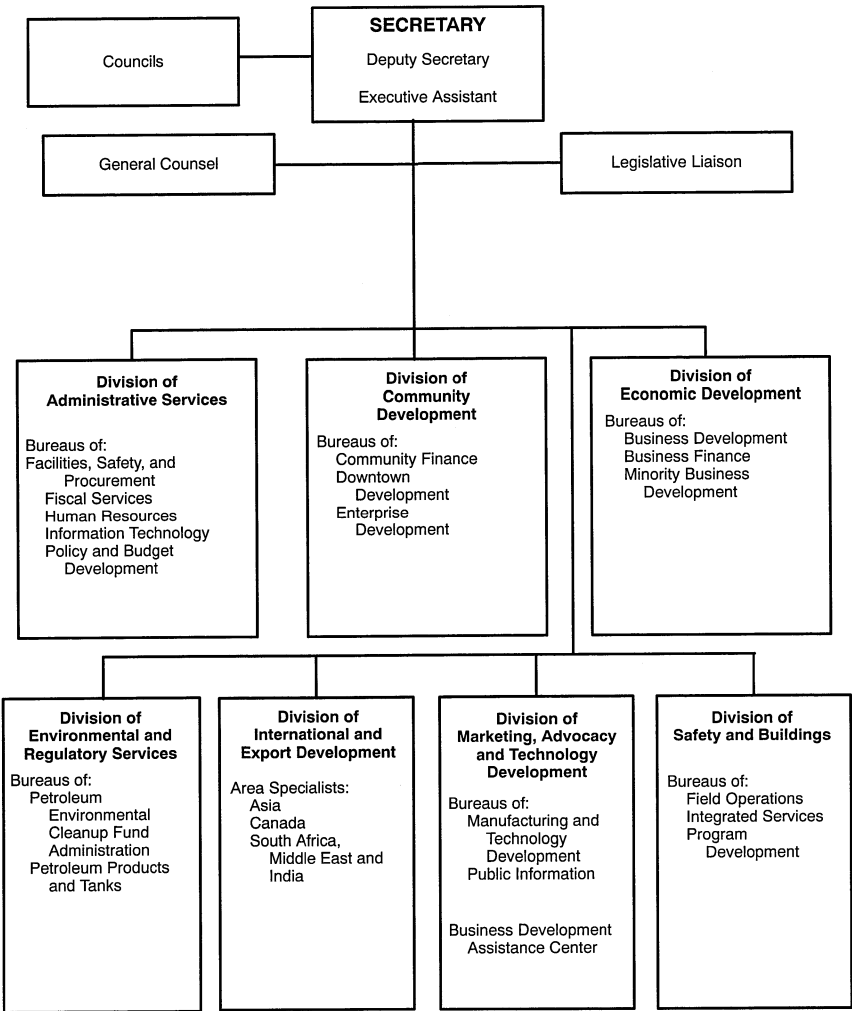 SECRETARY
Deputy Secretary
Executive Assistant
Councils
General Counsel
Legislative Liaison
Division of
Administrative Services
Bureaus of:
Facilities, Safety, and
Procurement
Fiscal Services
Human Resources
Information Technology
Policy and Budget
Development
Division of
Community
Development
Bureaus of:
Community Finance
Downtown
Development
Enterprise
Development
Division of
Economic Development
Bureaus of:
Business Development
Business Finance
Minority Business
Development
Division of
Environmental and
Regulatory Services
Bureaus of:
Petroleum
Environmental
Cleanup Fund
Administration
Petroleum Products
and Tanks
Division of
International and
Export Development
Area Specialists:
Asia
Canada
South Africa,
Middle East and
India
Division of
Marketing, Advocacy
and Technology
Development
Bureaus of:
Manufacturing and
Technology
Development
Public Information
Business Development
Assistance Center
Division of
Safety and Buildings
Bureaus of:
Field Operations
Integrated Services
Program
Development